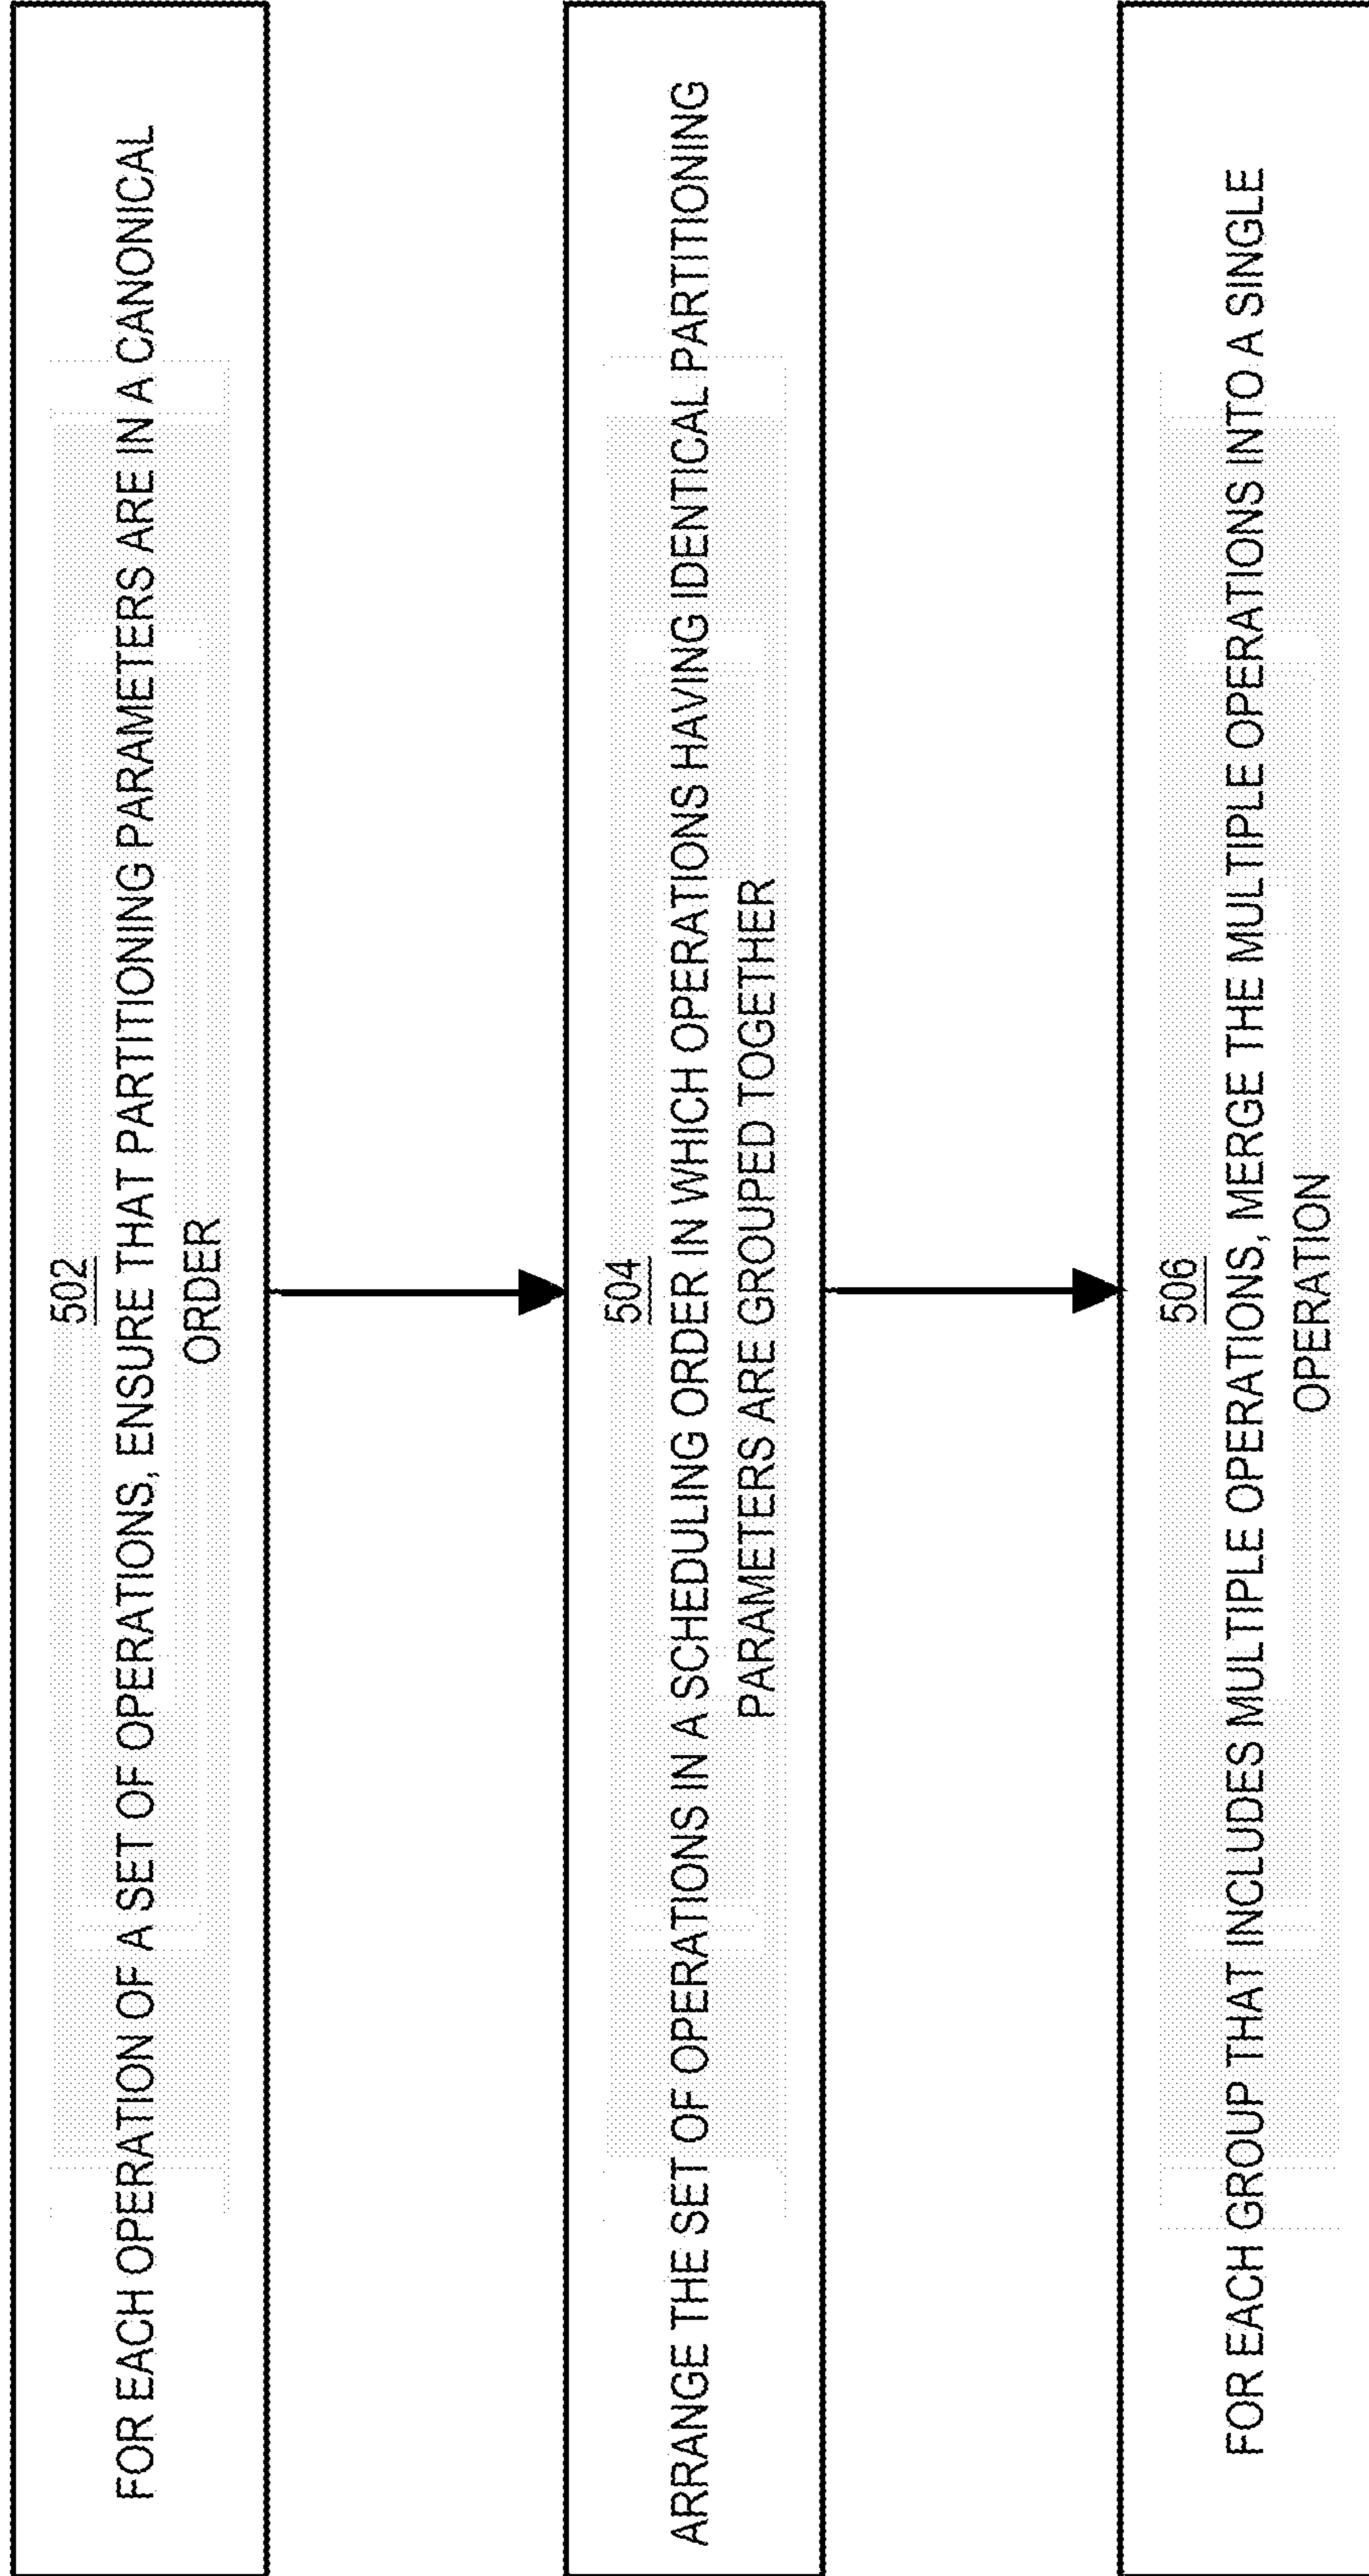 502
FOR EACH OPERATION OF A SET OF OPERATIONS, ENSURE THAT PARTITIONING PARAMETERS ARE IN A CANONICAL
ORDER
504
ARRANGE THE SET OF OPERATIONS IN A SCHEDULING ORDER IN WHICH OPERATIONS HAVING IDENTICAL PARTITIONING
PARAMETERS ARE GROUPED TOGETHER
506
FOR EACH GROUP THAT INCLUDES MULTIPLE OPERATIONS, MERGE THE MULTIPLE OPERATIONS INTO A SINGLE
OPERATION